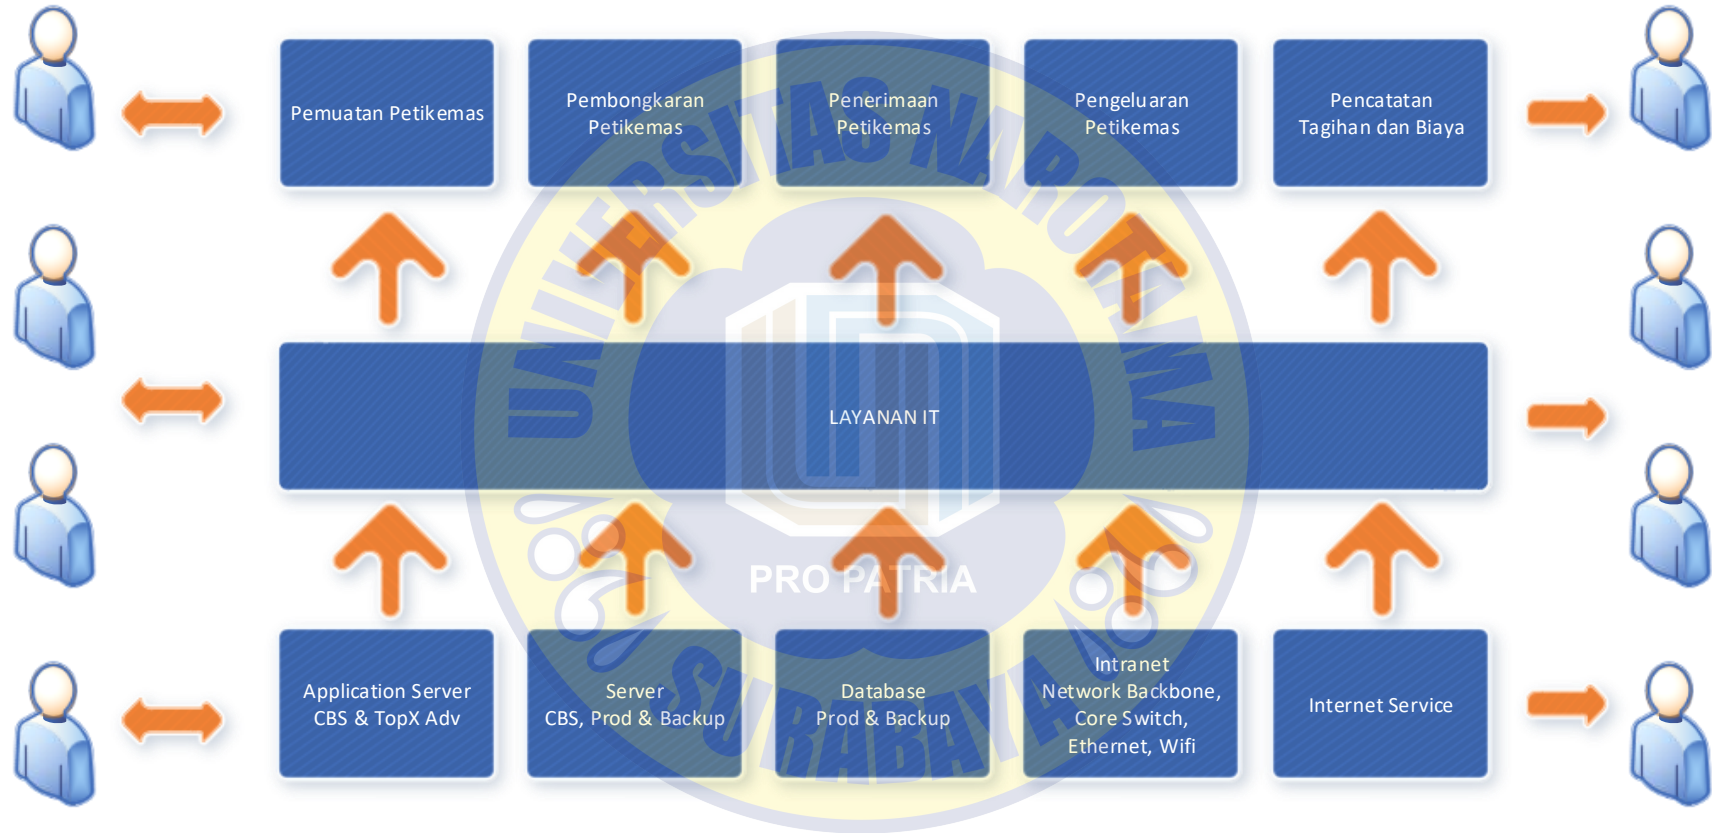 Pemuatan Petikemas
Pembongkaran
Petikemas
Penerimaan
Petikemas
Pengeluaran
Petikemas
Pencatatan
Tagihan dan Biaya
LAYANAN IT
Application Server
CBS & TopX Adv
Server
CBS, Prod & Backup
Database
Prod & Backup
Intranet
Network Backbone,
Core Switch,
Ethernet, Wifi
Internet Service
UNIVERSITAS NAROTAMA
PRO PATRIA
SURABAYA